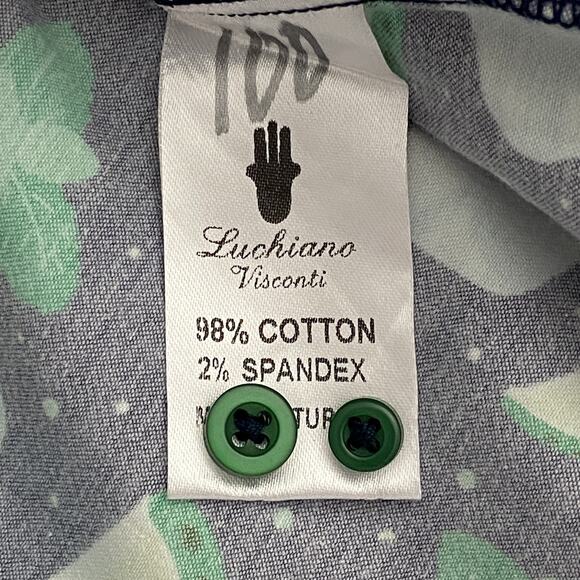 100
Luchiano
Visconti
98% COTTON
2% SPANDEX